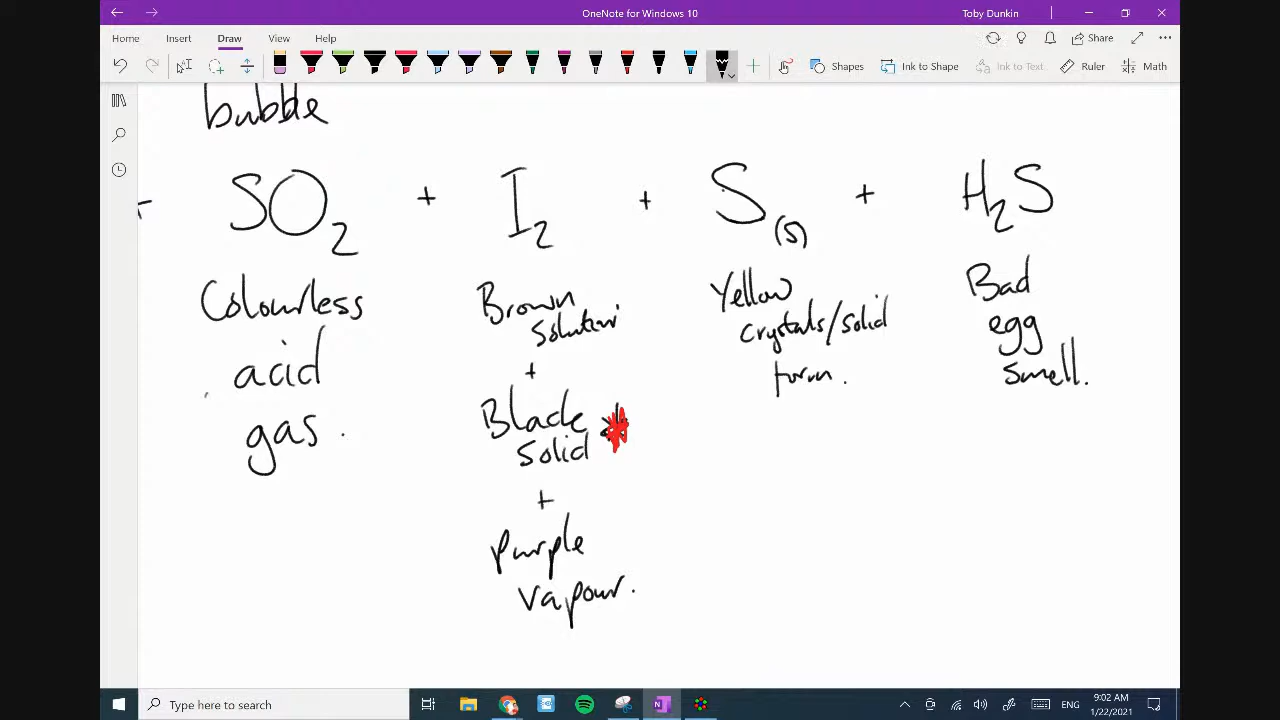 OneNote for Windows 10
Toby Dunkin
Home Insert Draw View Help
Share
Shapes
Ink to Shape
Ink to Text
Ruler
Math
bubble
+ SO2 + I2 + S(s) + H2S
Colourless
acid
gas.
Brown
solution
+
Black
solid *
+
purple
vapour.
Yellow
crystals/solid
form.
Bad
egg
smell.
Type here to search
ENG
9:02 AM
1/22/2021